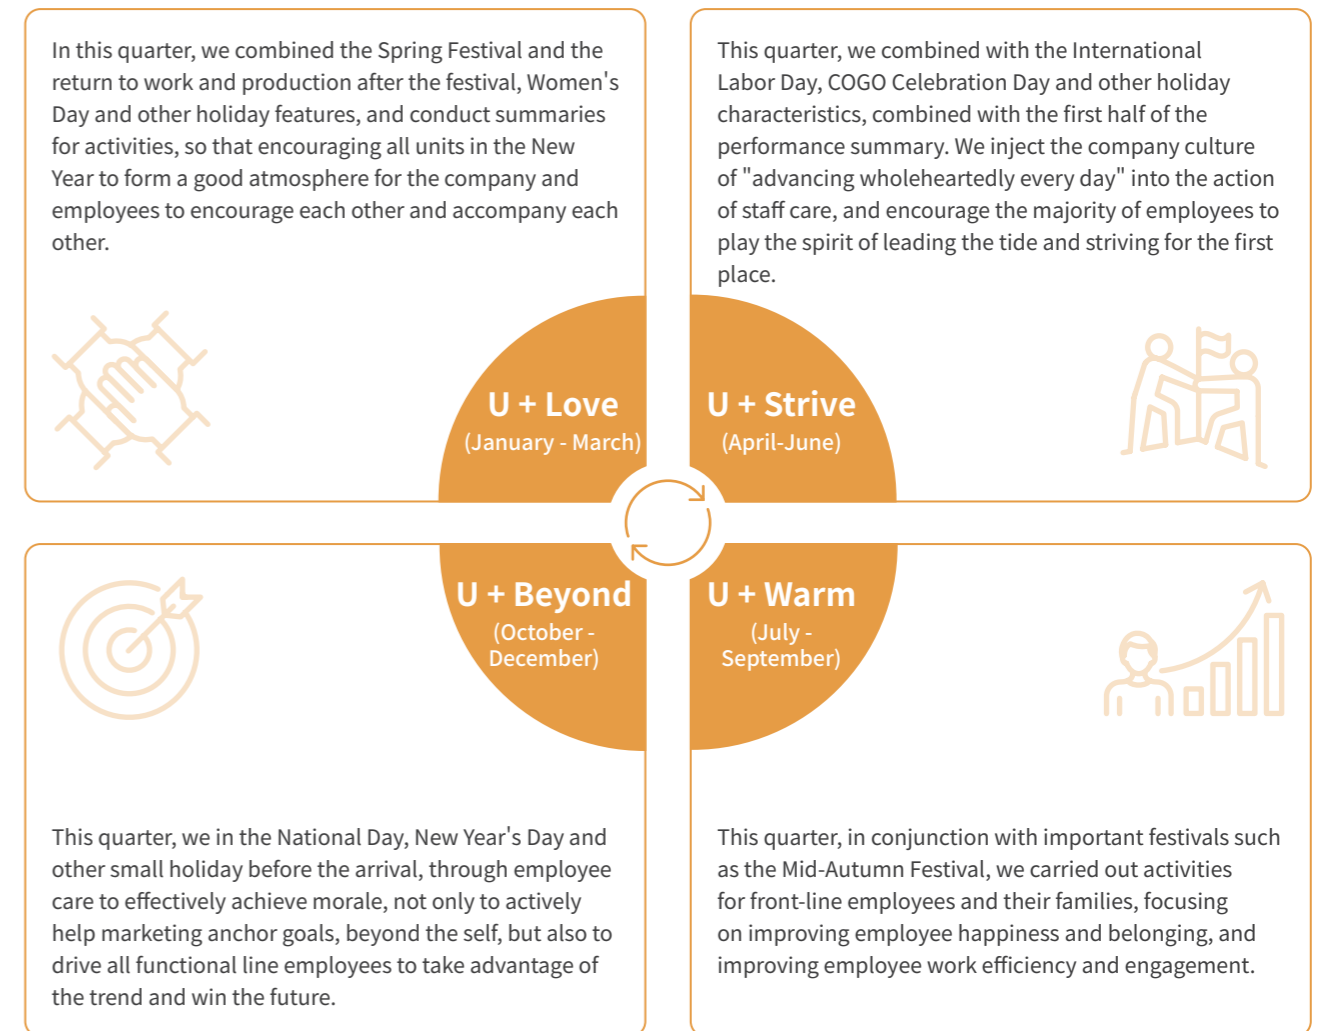 In this quarter, we combined the Spring Festival and the
return to work and production after the festival, Women's
Day and other holiday features, and conduct summaries
for activities, so that encouraging all units in the New
Year to form a good atmosphere for the company and
employees to encourage each other and accompany each
other.
U + Love
(January - March)
This quarter, we combined with the International
Labor Day, COGO Celebration Day and other holiday
characteristics, combined with the first half of the
performance summary. We inject the company culture
of "advancing wholeheartedly every day" into the action
of staff care, and encourage the majority of employees to
play the spirit of leading the tide and striving for the first
place.
U + Strive
(April-June)
U + Beyond
(October -
December)
This quarter, we in the National Day, New Year's Day and
other small holiday before the arrival, through employee
care to effectively achieve morale, not only to actively
help marketing anchor goals, beyond the self, but also to
drive all functional line employees to take advantage of
the trend and win the future.
U + Warm
(July -
September)
This quarter, in conjunction with important festivals such
as the Mid-Autumn Festival, we carried out activities
for front-line employees and their families, focusing
on improving employee happiness and belonging, and
improving employee work efficiency and engagement.